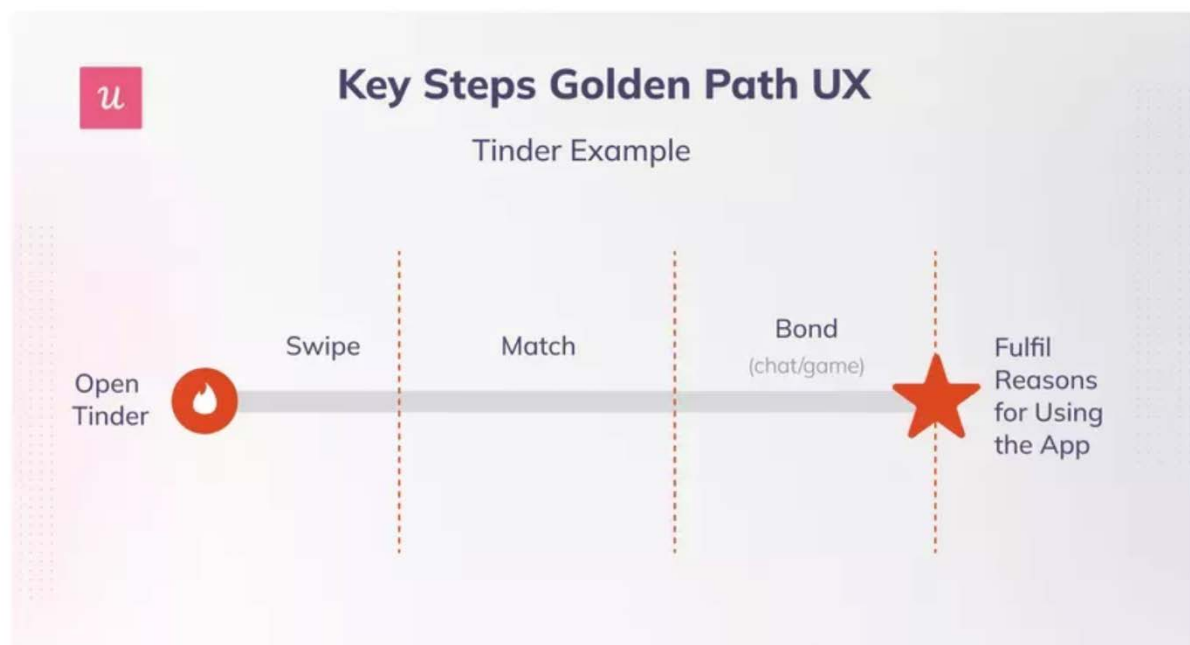 u
Key Steps Golden Path UX
Tinder Example
Open
Tinder
Swipe
Match
Bond
(chat/game)
Fulfil
Reasons
for Using
the App